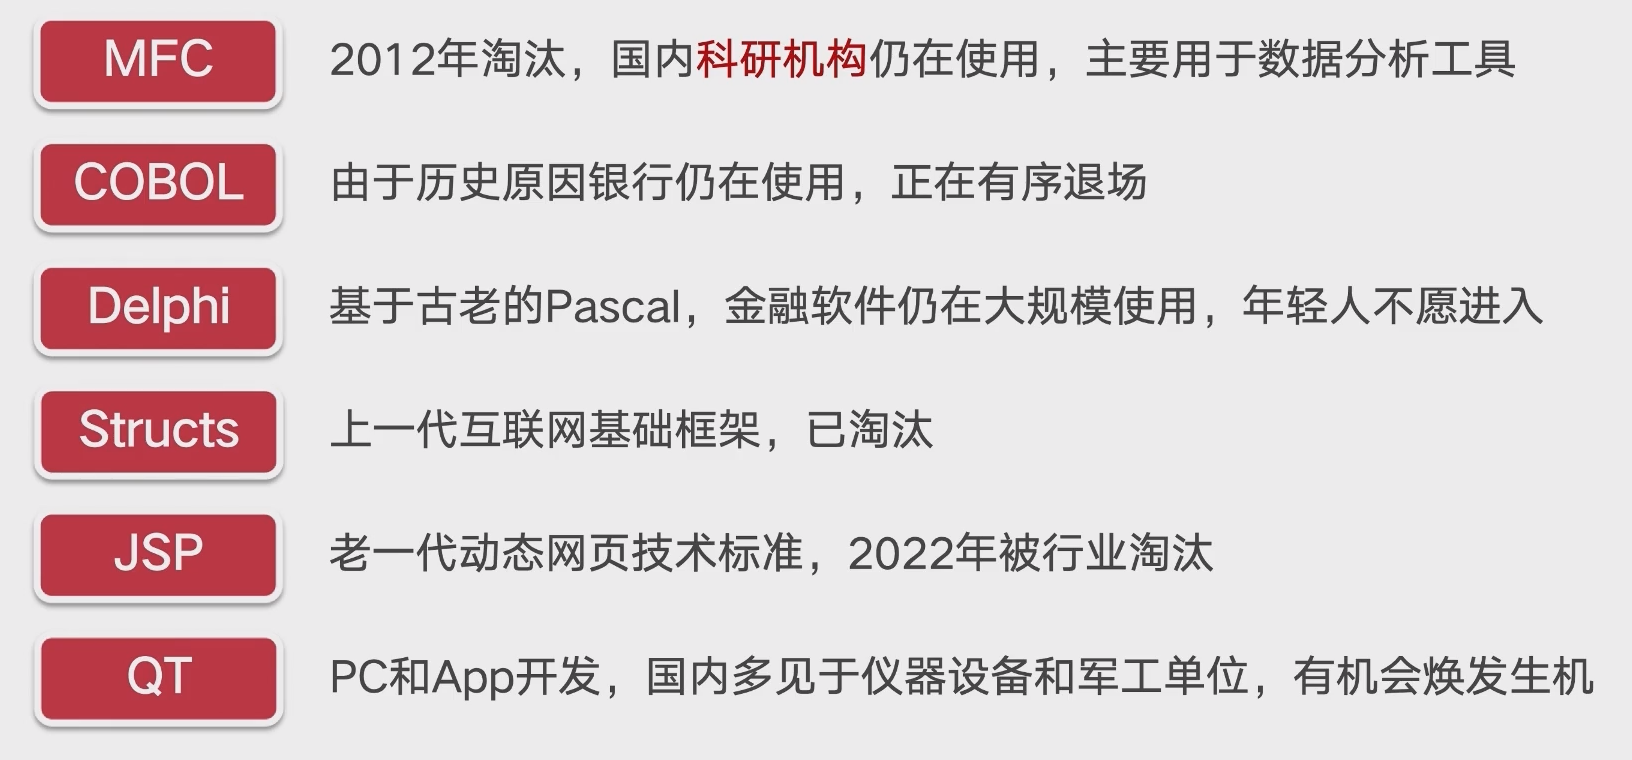 MFC 2012年淘汰，国内科研机构仍在使用，主要用于数据分析工具
COBOL 由于历史原因银行仍在使用，正在有序退场
Delphi 基于古老的Pascal，金融软件仍在大规模使用，年轻人不愿进入
Structs 上一代互联网基础框架，已淘汰
JSP 老一代动态网页技术标准，2022年被行业淘汰
QT PC和App开发，国内多见于仪器设备和军工单位，有机会焕发生机